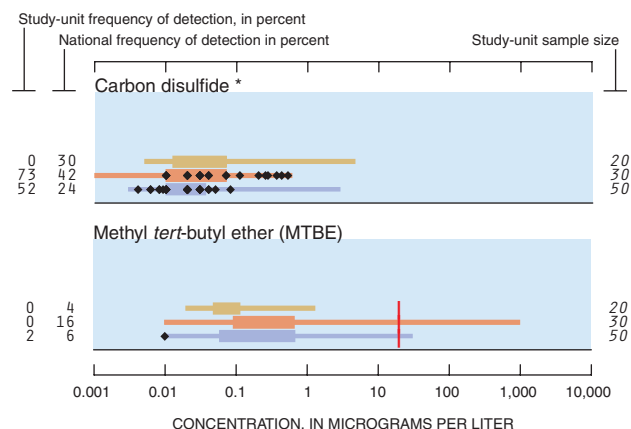 Study-unit frequency of detection, in percent
National frequency of detection in percent
Study-unit sample size
Carbon disulfide *
0 30 20
73 42 30
52 24 50
Methyl tert-butyl ether (MTBE)
0 4 20
0 16 30
2 6 50
0.001 0.01 0.1 1 10 100 1,000 10,000
CONCENTRATION, IN MICROGRAMS PER LITER